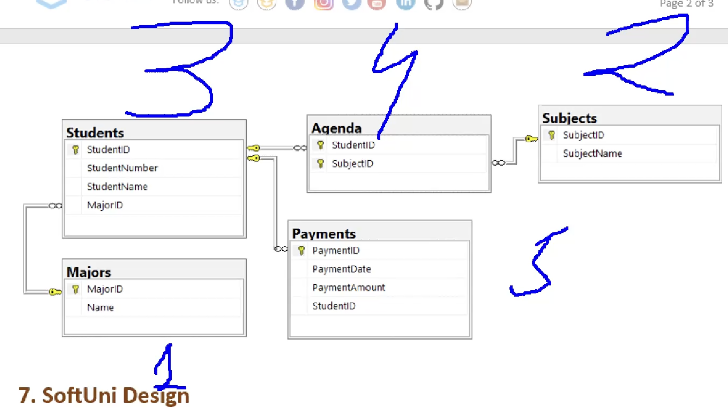 Follow us:
Page 2 of 3
3
4
2
Students
StudentID
StudentNumber
StudentName
MajorID
Agenda
StudentID
SubjectID
Subjects
SubjectID
SubjectName
Payments
PaymentID
PaymentDate
PaymentAmount
StudentID
5
Majors
MajorID
Name
1
7. SoftUni Design